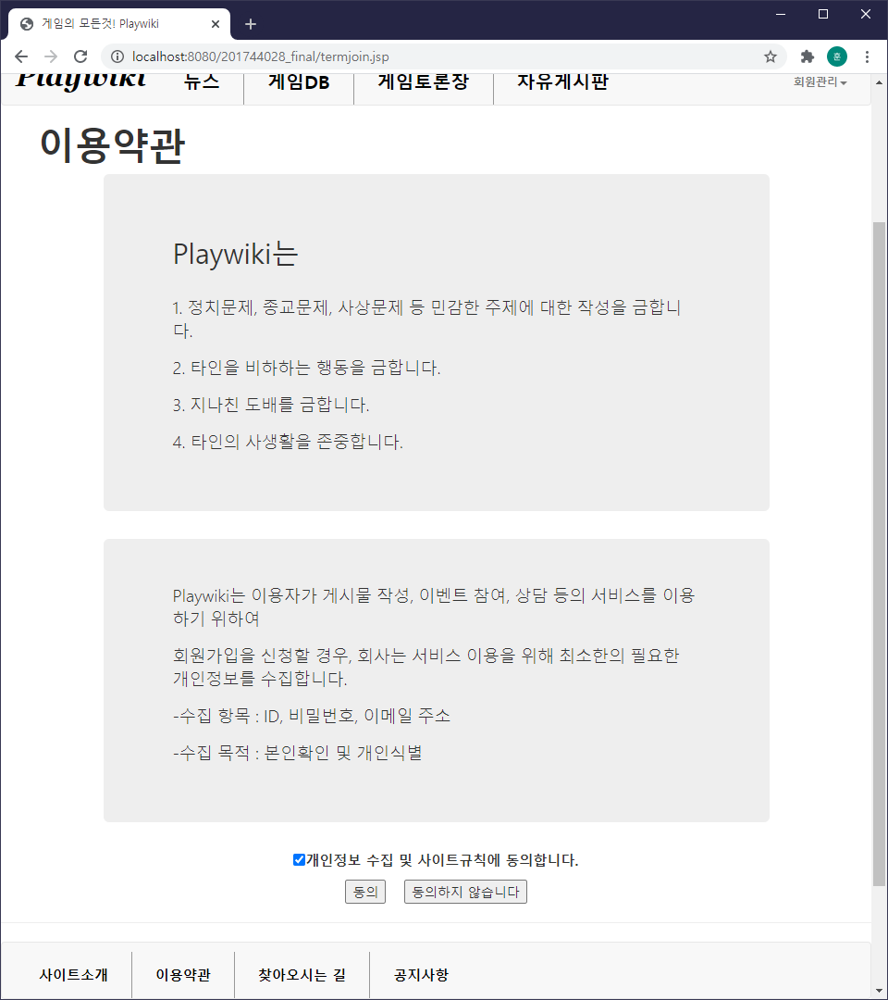 게임의 모든것! Playwiki
localhost:8080/201744028_final/termjoin.jsp
훈
Playwiki 뉴스 게임DB 게임토론장 자유게시판 회원관리
이용약관
Playwiki는
1. 정치문제, 종교문제, 사상문제 등 민감한 주제에 대한 작성을 금합니
다.
2. 타인을 비하하는 행동을 금합니다.
3. 지나친 도배를 금합니다.
4. 타인의 사생활을 존중합니다.
Playwiki는 이용자가 게시물 작성, 이벤트 참여, 상담 등의 서비스를 이용
하기 위하여
회원가입을 신청할 경우, 회사는 서비스 이용을 위해 최소한의 필요한
개인정보를 수집합니다.
-수집 항목 : ID, 비밀번호, 이메일 주소
-수집 목적 : 본인확인 및 개인식별
개인정보 수집 및 사이트규칙에 동의합니다.
동의 동의하지 않습니다
사이트소개 이용약관 찾아오시는 길 공지사항